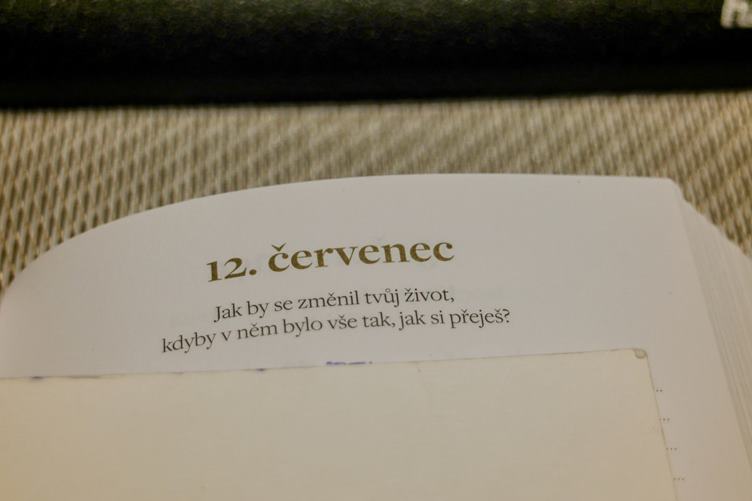 12. červenec
Jak by se změnil tvůj život,
kdyby v něm bylo vše tak, jak si přeješ?